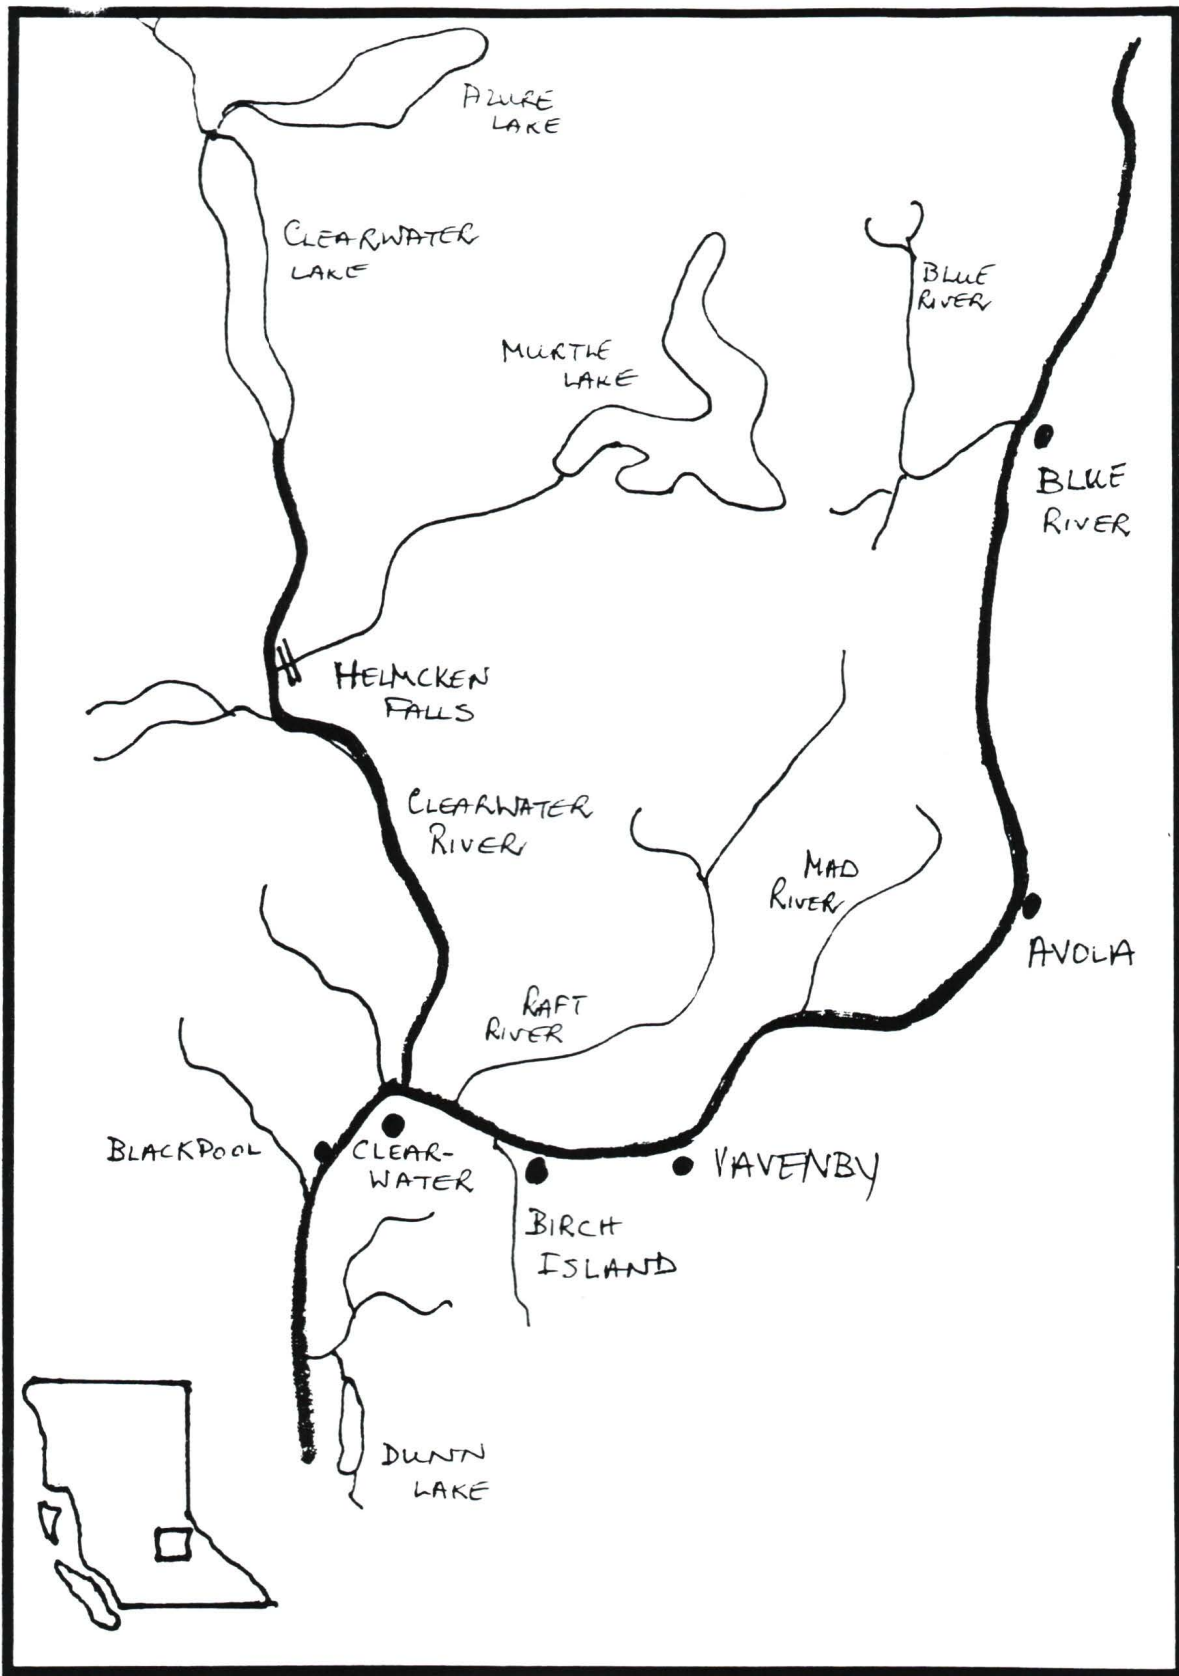 AZURE
LAKE
CLEARWATER
LAKE
BLUE
RIVER
MURTLE
LAKE
BLUE
RIVER
HELMCKEN
FALLS
CLEARWATER
RIVER
MAD
RIVER
AVOLA
RAFT
RIVER
BLACKPOOL
CLEAR-
WATER
VAVENBY
BIRCH
ISLAND
DUNN
LAKE